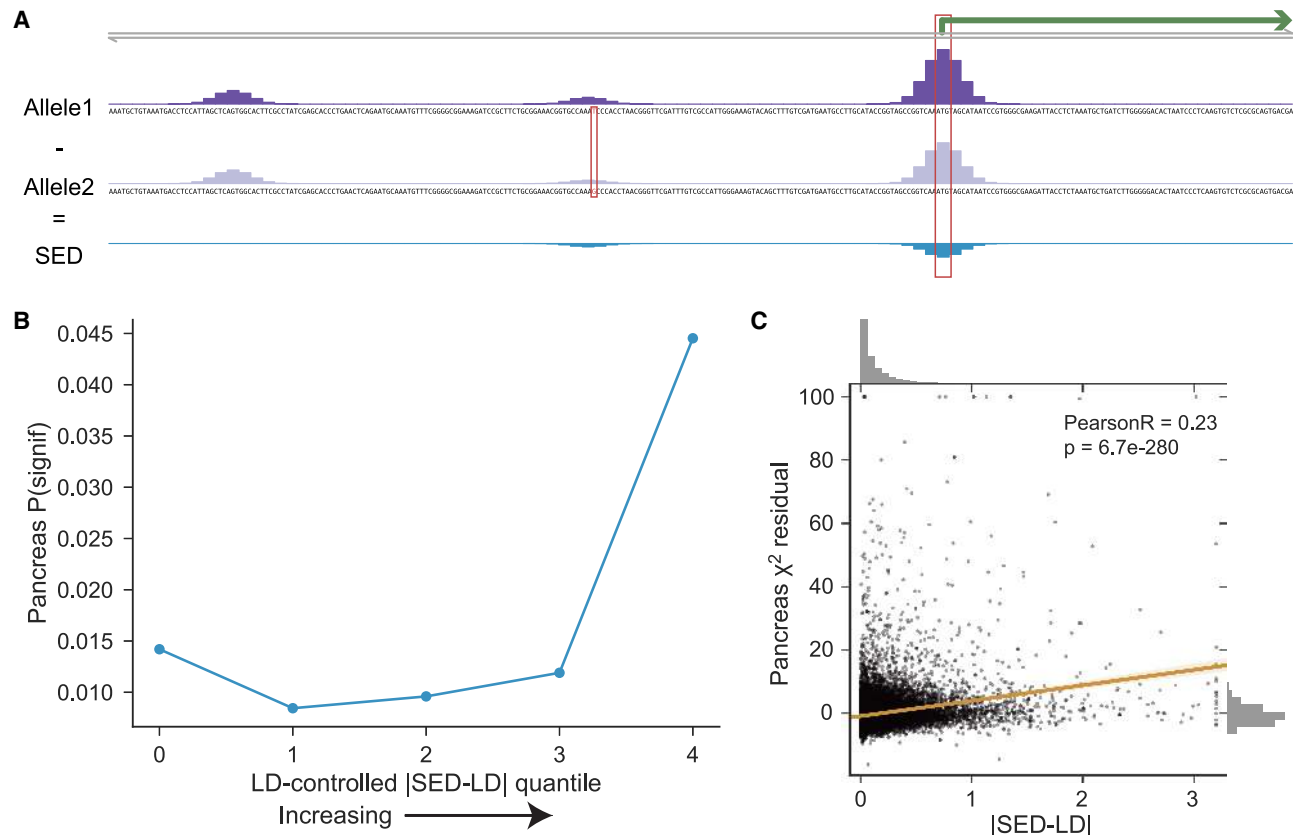 A
Allele1
AAATGCTGTAAATGACCTCCATTAGCTCAGTGGCACTTCGCCTATCGAGCACCCTGAACTCAGAATGCAAATGTTTCGGGGCGGAAAGATCCGCTTCTGCGGAAACGGTGCCAAATCCCACCTAACGGGTTCGATTTGTCGCCATTGGGAAAGTACAGCTTTGTCGATGAATGCCTTGCATACCGGTAGCCGGTCAAATGTAGCATAATCCGTGGGCGAAGATTACCTCTAAATGCTGATCTTGGGGGACACTAATCCCTCAAGTGTCTCGCGCAGTGACGA
-
Allele2
AAATGCTGTAAATGACCTCCATTAGCTCAGTGGCACTTCGCCTATCGAGCACCCTGAACTCAGAATGCAAATGTTTCGGGGCGGAAAGATCCGCTTCTGCGGAAACGGTGCCAAAGCCCACCTAACGGGTTCGATTTGTCGCCATTGGGAAAGTACAGCTTTGTCGATGAATGCCTTGCATACCGGTAGCCGGTCAAATGTAGCATAATCCGTGGGCGAAGATTACCTCTAAATGCTGATCTTGGGGGACACTAATCCCTCAAGTGTCTCGCGCAGTGACGA
=
SED
B
0.045
0.040
0.035
0.030
0.025
0.020
0.015
0.010
Pancreas P(signif)
0 1 2 3 4
LD-controlled |SED-LD| quantile
Increasing
C
PearsonR = 0.23
p = 6.7e-280
100
80
60
40
20
0
Pancreas χ² residual
0 1 2 3
|SED-LD|